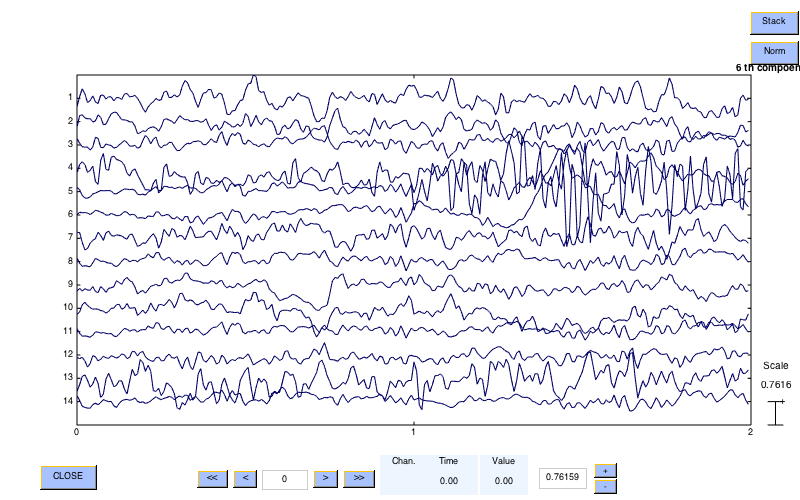 Stack
Norm
6 th compoen
1
2
3
4
5
6
7
8
9
10
11
12
13
14
0 1 2
Scale
0.7616
+
CLOSE
<< < 0 > >>
Chan. Time Value
0.00 0.00
0.76159
+
-